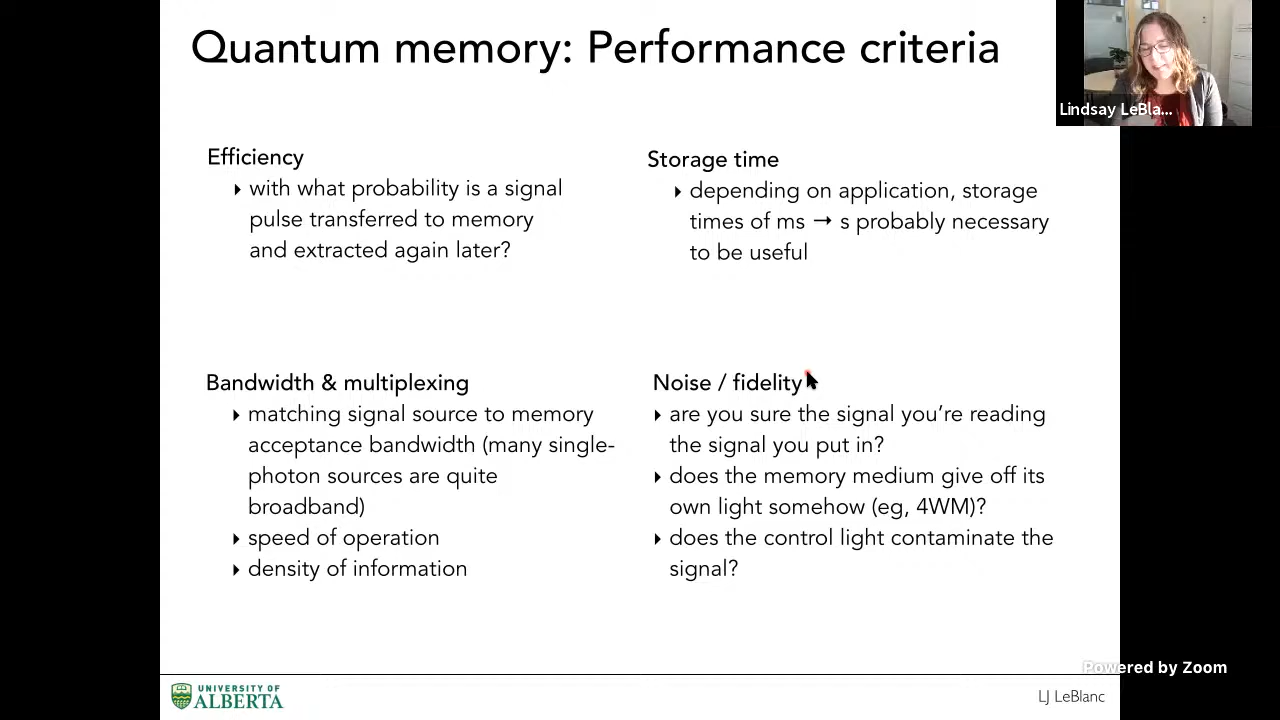 Quantum memory: Performance criteria
Lindsay LeBla...
Efficiency
with what probability is a signal
pulse transferred to memory
and extracted again later?
Storage time
depending on application, storage
times of ms → s probably necessary
to be useful
Bandwidth & multiplexing
matching signal source to memory
acceptance bandwidth (many single-
photon sources are quite
broadband)
speed of operation
density of information
Noise / fidelity
are you sure the signal you’re reading
the signal you put in?
does the memory medium give off its
own light somehow (eg, 4WM)?
does the control light contaminate the
signal?
Powered by Zoom
UNIVERSITY OF
ALBERTA
LJ LeBlanc